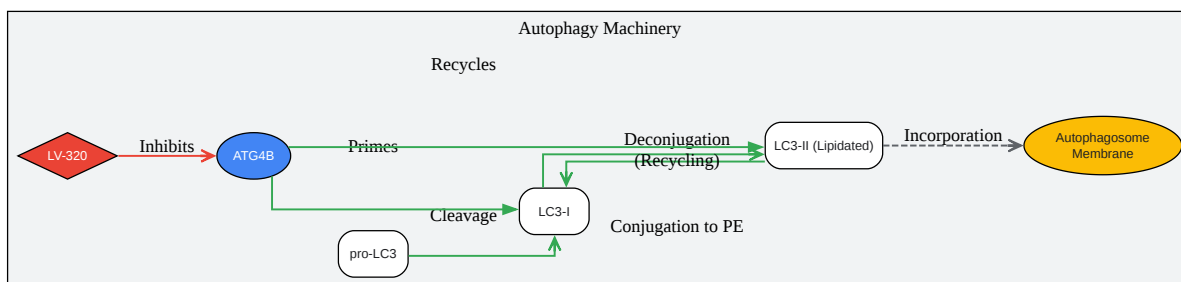 Autophagy Machinery
Recycles
LV-320
Inhibits
ATG4B
Primes
Deconjugation
(Recycling)
LC3-II (Lipidated)
Incorporation
Autophagosome
Membrane
Cleavage
LC3-I
Conjugation to PE
pro-LC3